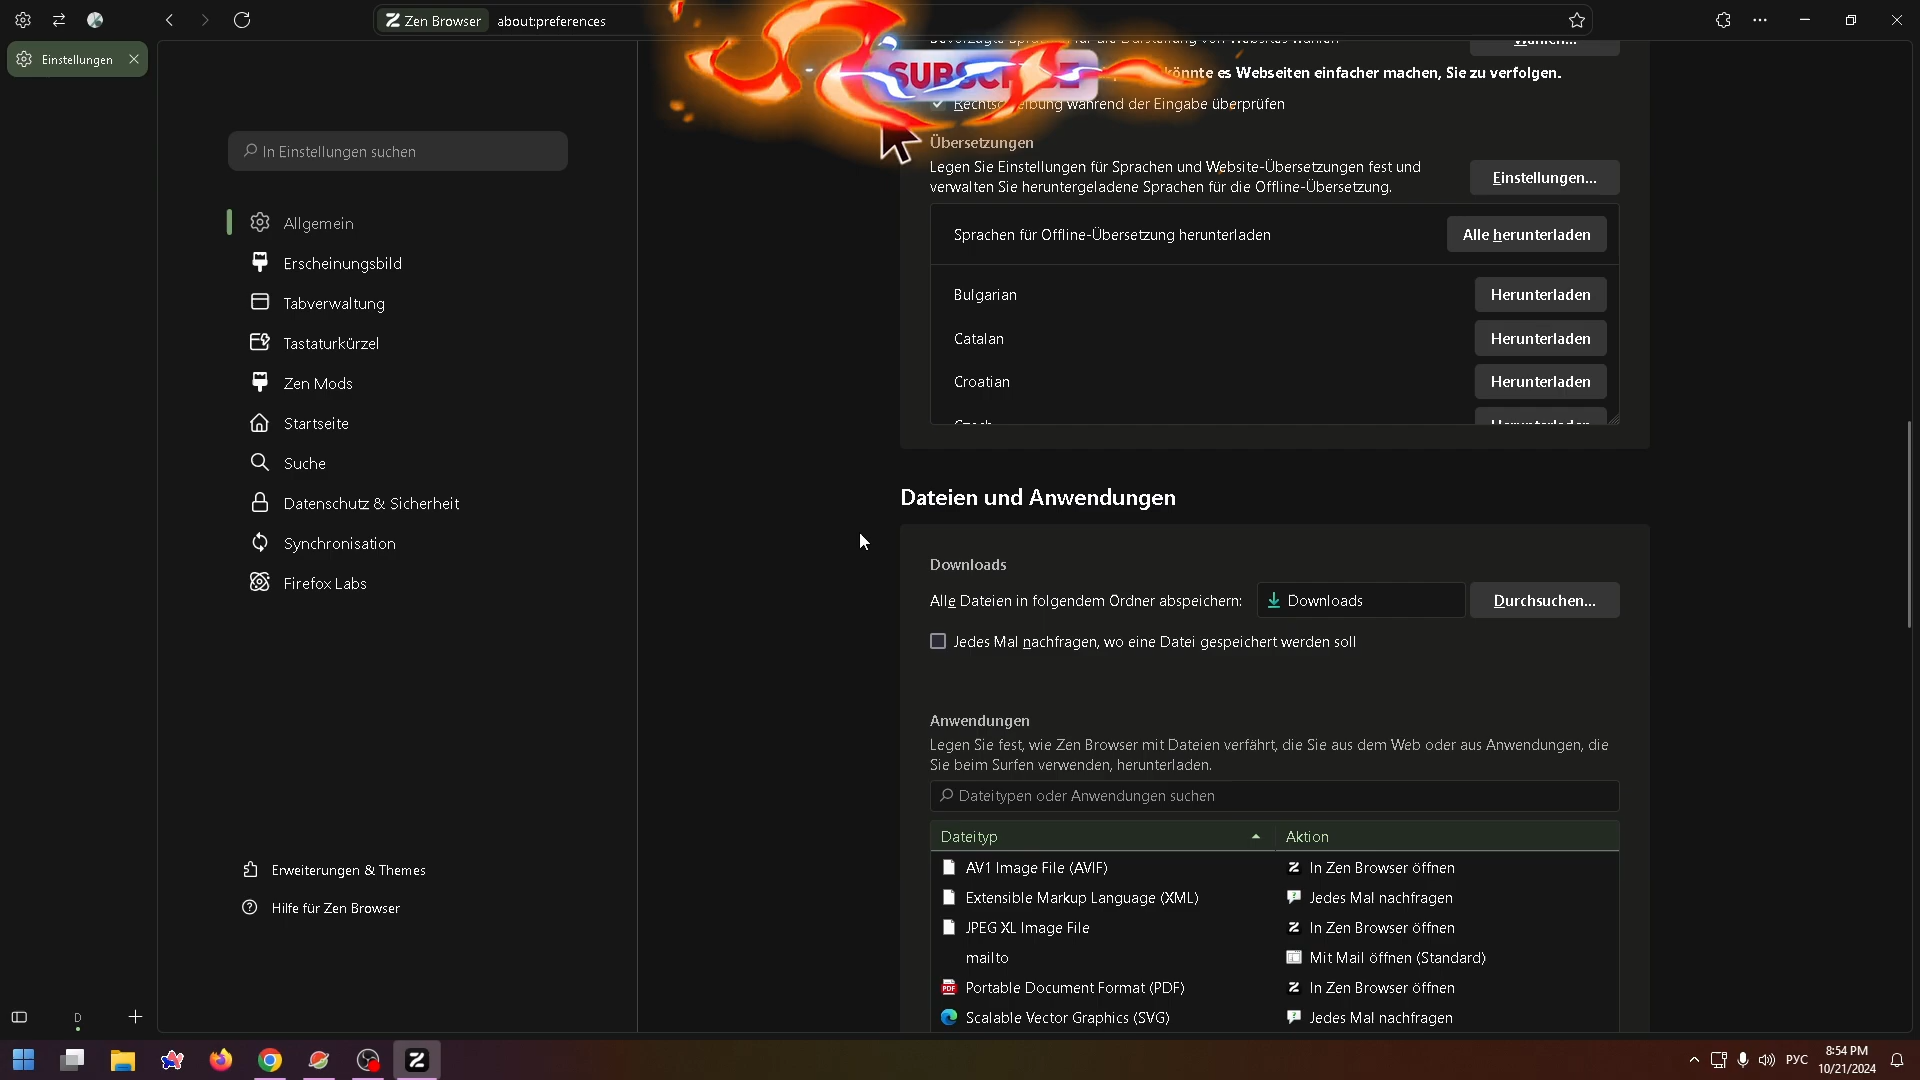 Zen Browser
about:preferences
Einstellungen
könnte es Webseiten einfacher machen, Sie zu verfolgen.
während der Eingabe überprüfen
In Einstellungen suchen
Allgemein
Erscheinungsbild
Tabverwaltung
Tastaturkürzel
Zen Mods
Startseite
Suche
Datenschutz & Sicherheit
Synchronisation
Firefox Labs
Erweiterungen & Themes
Hilfe für Zen Browser
Übersetzungen
Legen Sie Einstellungen für Sprachen und Website-Übersetzungen fest und
verwalten Sie heruntergeladene Sprachen für die Offline-Übersetzung.
Einstellungen...
Sprachen für Offline-Übersetzung herunterladen
Alle herunterladen
Bulgarian
Herunterladen
Catalan
Herunterladen
Croatian
Herunterladen
Dateien und Anwendungen
Downloads
Alle Dateien in folgendem Ordner abspeichern:
Downloads
Durchsuchen...
Jedes Mal nachfragen, wo eine Datei gespeichert werden soll
Anwendungen
Legen Sie fest, wie Zen Browser mit Dateien verfährt, die Sie aus dem Web oder aus Anwendungen, die
Sie beim Surfen verwenden, herunterladen.
Dateitypen oder Anwendungen suchen
Dateityp
Aktion
AV1 Image File (AVIF)
In Zen Browser öffnen
Extensible Markup Language (XML)
Jedes Mal nachfragen
JPEG XL Image File
In Zen Browser öffnen
mailto
Mit Mail öffnen (Standard)
PDF
Portable Document Format (PDF)
In Zen Browser öffnen
Scalable Vector Graphics (SVG)
Jedes Mal nachfragen
D
РУС
8:54 PM
10/21/2024